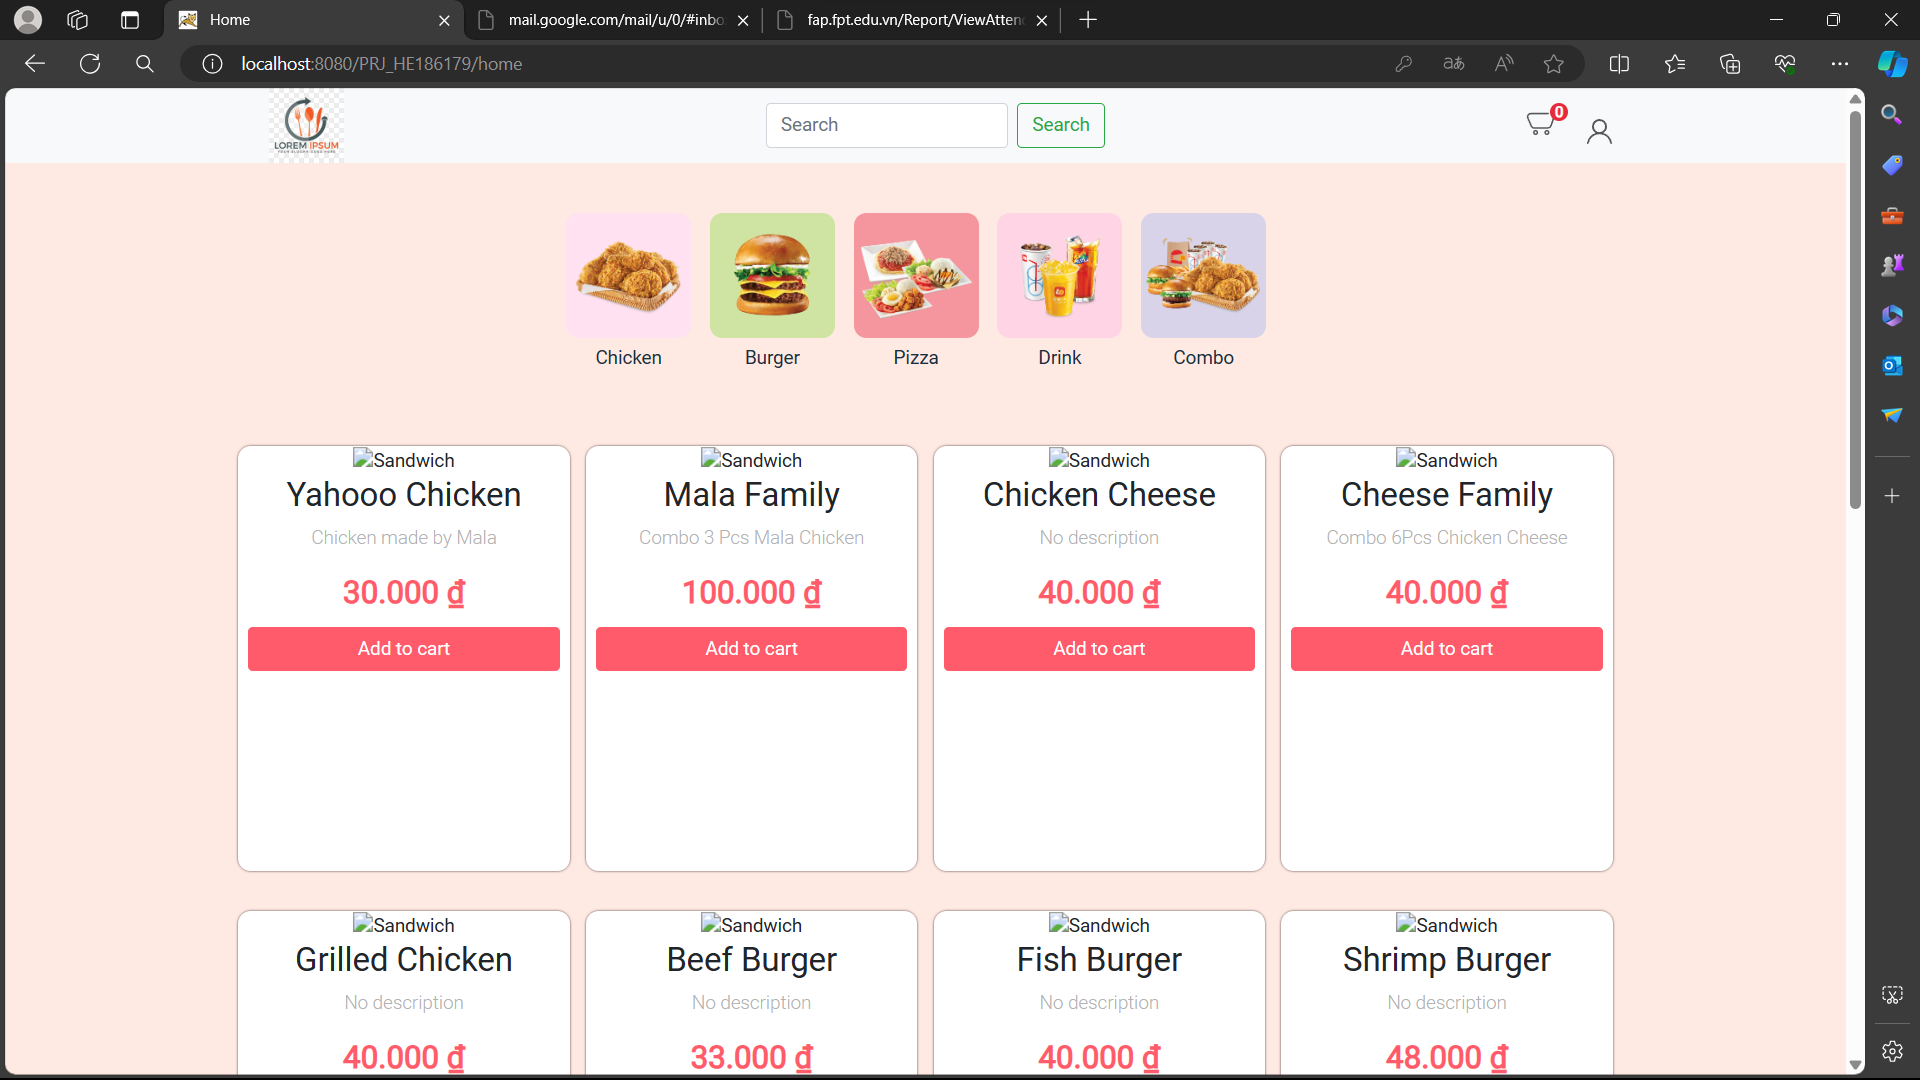 Home
mail.google.com/mail/u/0/#inbo
fap.fpt.edu.vn/Report/ViewAtten
localhost:8080/PRJ_HE186179/home
LOREM IPSUM
Search
Search
0
Chicken
Burger
Pizza
Drink
Combo
Sandwich
Sandwich
Sandwich
Sandwich
Yahooo Chicken
Mala Family
Chicken Cheese
Cheese Family
Chicken made by Mala
Combo 3 Pcs Mala Chicken
No description
Combo 6Pcs Chicken Cheese
30.000 ₫
100.000 ₫
40.000 ₫
40.000 ₫
Add to cart
Add to cart
Add to cart
Add to cart
Sandwich
Sandwich
Sandwich
Sandwich
Grilled Chicken
Beef Burger
Fish Burger
Shrimp Burger
No description
No description
No description
No description
40.000 ₫
33.000 ₫
40.000 ₫
48.000 ₫